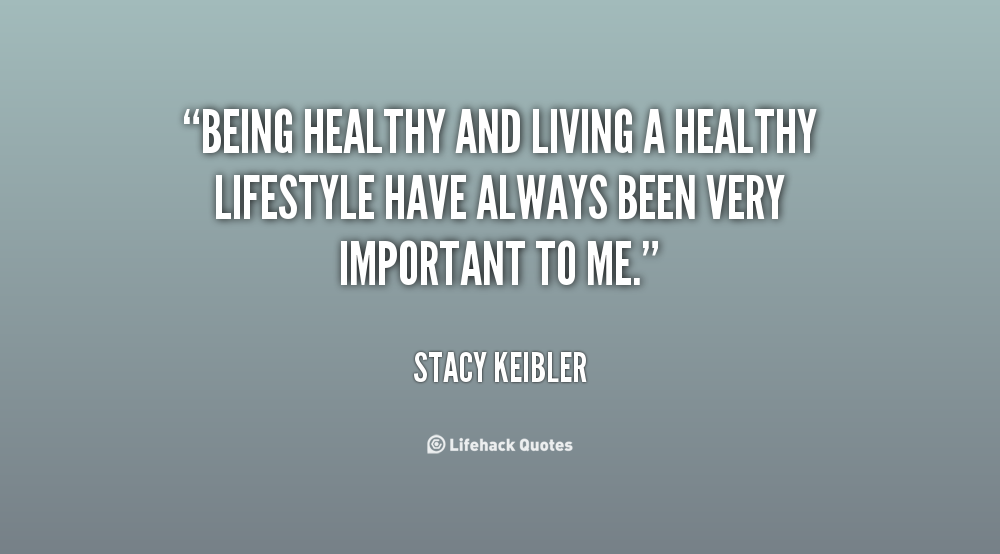 “BEING HEALTHY AND LIVING A HEALTHY
LIFESTYLE HAVE ALWAYS BEEN VERY
IMPORTANT TO ME.”
STACY KEIBLER
Lifehack Quotes